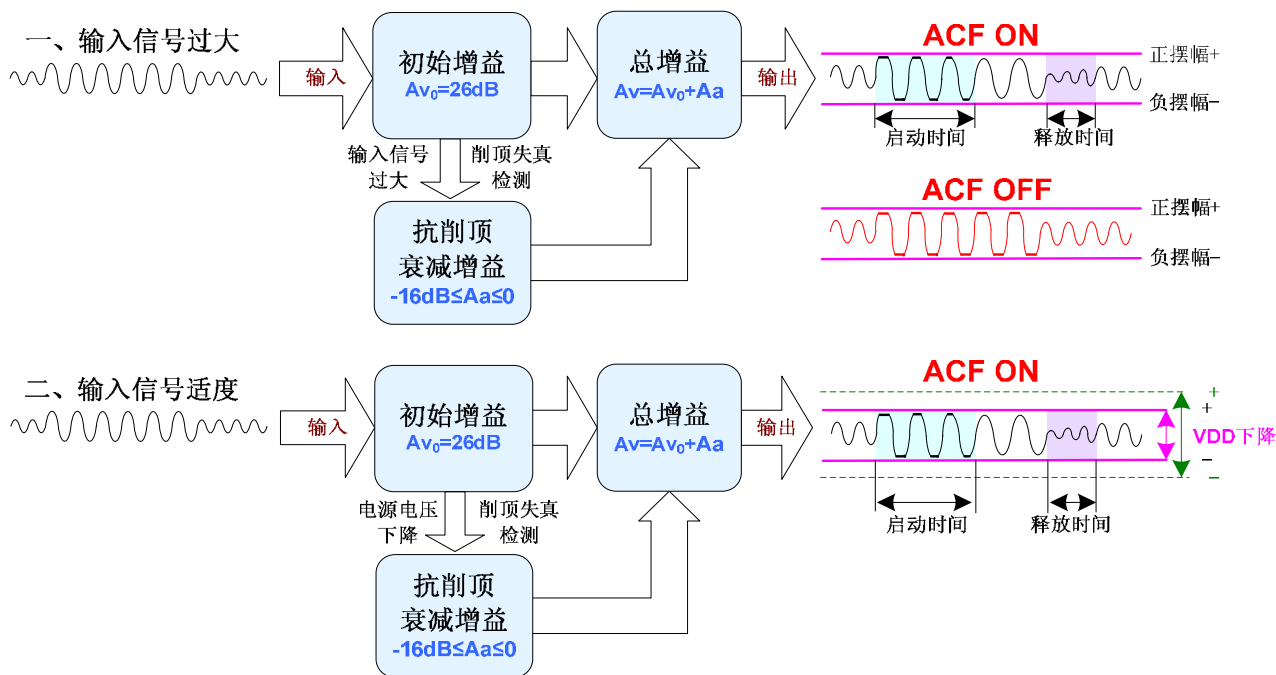 一、输入信号过大
输入
初始增益
Av₀=26dB
总增益
Av=Av₀+Aa
输出
ACF ON
正摆幅+
负摆幅−
启动时间
释放时间
输入信号
过大
削顶失真
检测
抗削顶
衰减增益
-16dB≤Aa≤0
ACF OFF
正摆幅+
负摆幅−
二、输入信号适度
输入
初始增益
Av₀=26dB
总增益
Av=Av₀+Aa
输出
ACF ON
+
+
VDD下降
−
−
启动时间
释放时间
电源电压
下降
削顶失真
检测
抗削顶
衰减增益
-16dB≤Aa≤0